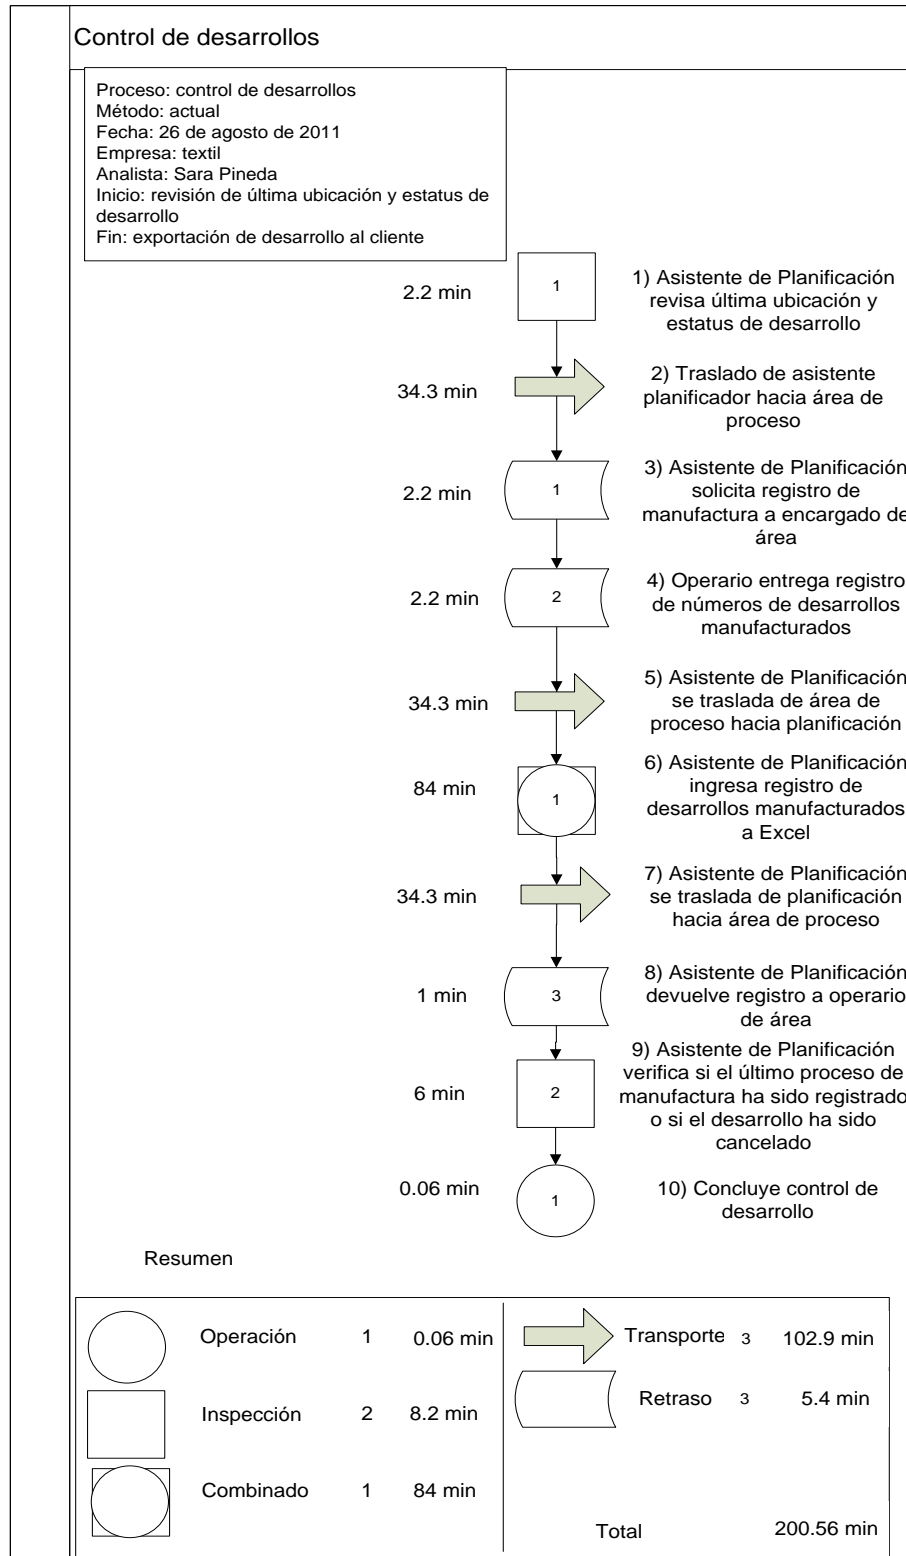 Control de desarrollos
Proceso: control de desarrollos
Método: actual
Fecha: 26 de agosto de 2011
Empresa: textil
Analista: Sara Pineda
Inicio: revisión de última ubicación y estatus de
desarrollo
Fin: exportación de desarrollo al cliente
2.2 min
1
1) Asistente de Planificación
revisa última ubicación y
estatus de desarrollo
34.3 min
2) Traslado de asistente
planificador hacia área de
proceso
2.2 min
1
3) Asistente de Planificación
solicita registro de
manufactura a encargado de
área
2.2 min
2
4) Operario entrega registro
de números de desarrollos
manufacturados
34.3 min
5) Asistente de Planificación
se traslada de área de
proceso hacia planificación
84 min
1
6) Asistente de Planificación
ingresa registro de
desarrollos manufacturados
a Excel
34.3 min
7) Asistente de Planificación
se traslada de planificación
hacia área de proceso
1 min
3
8) Asistente de Planificación
devuelve registro a operario
de área
6 min
2
9) Asistente de Planificación
verifica si el último proceso de
manufactura ha sido registrado
o si el desarrollo ha sido
cancelado
0.06 min
1
10) Concluye control de
desarrollo
Resumen
Operación 1 0.06 min
Transporte 3 102.9 min
Inspección 2 8.2 min
Retraso 3 5.4 min
Combinado 1 84 min
Total 200.56 min